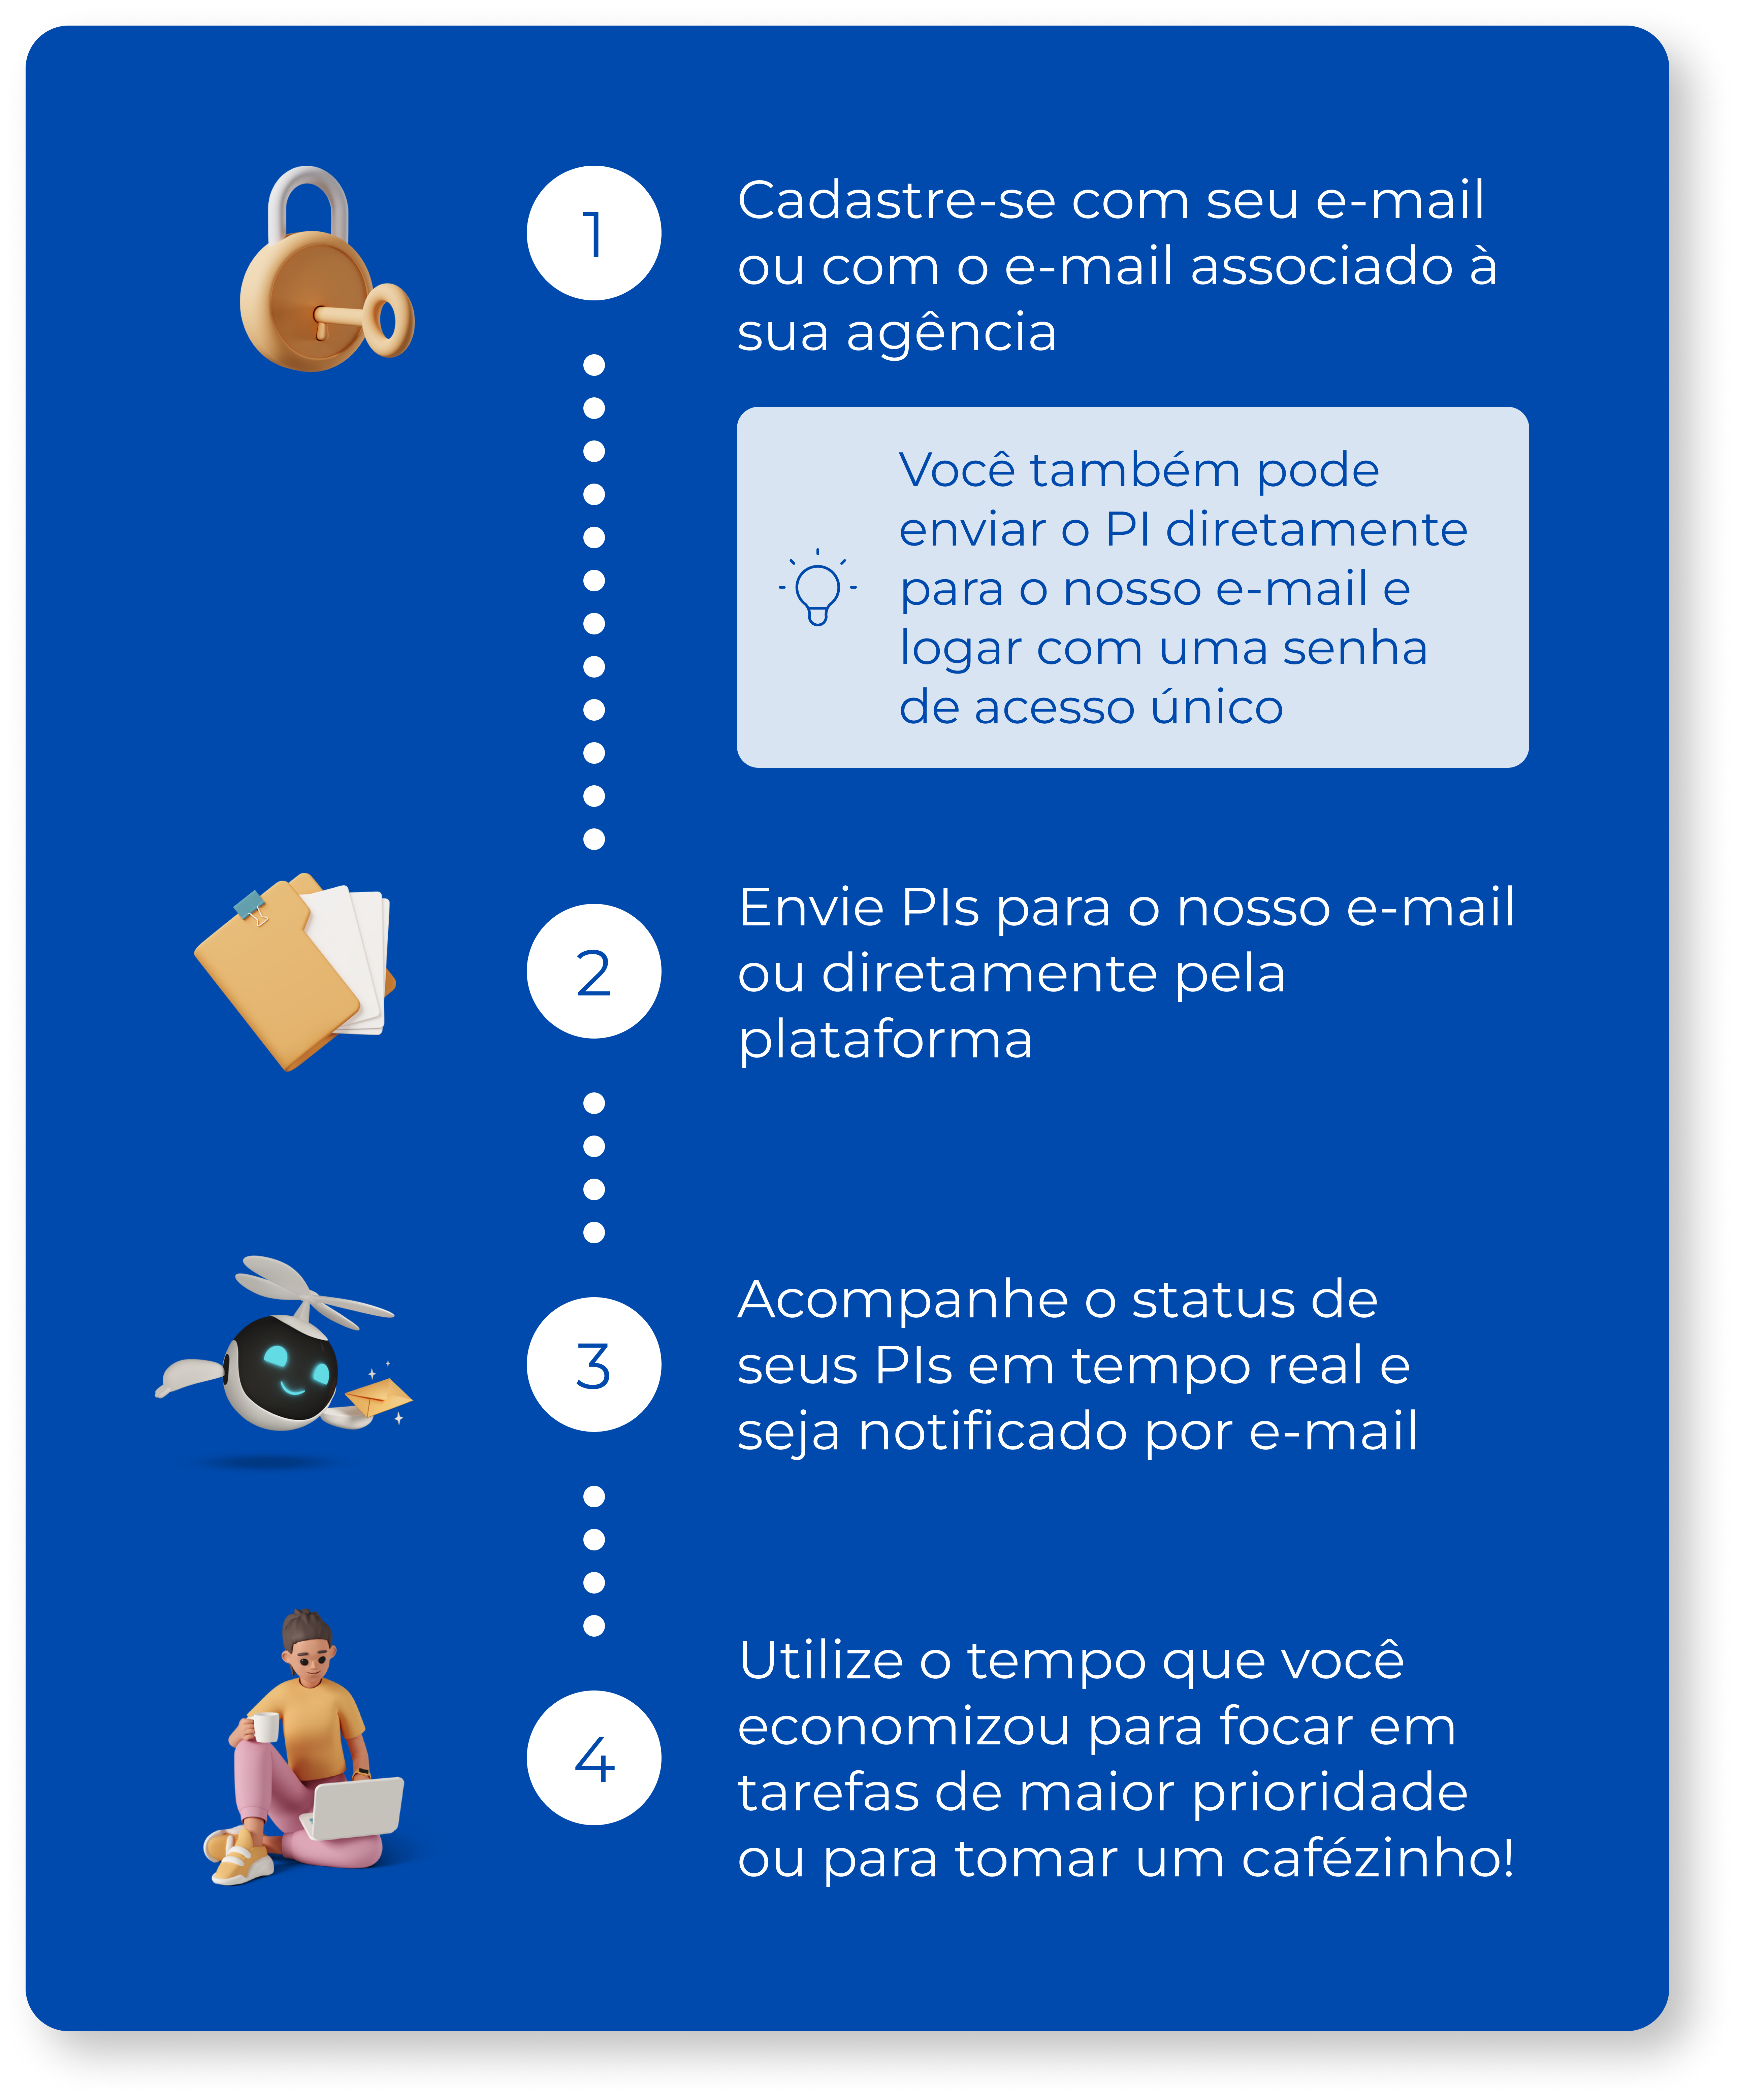 1
Cadastre-se com seu e-mail
ou com o e-mail associado à
sua agência
Você também pode
enviar o PI diretamente
para o nosso e-mail e
logar com uma senha
de acesso único
2
Envie PIs para o nosso e-mail
ou diretamente pela
plataforma
3
Acompanhe o status de
seus PIs em tempo real e
seja notificado por e-mail
4
Utilize o tempo que você
economizou para focar em
tarefas de maior prioridade
ou para tomar um cafézinho!